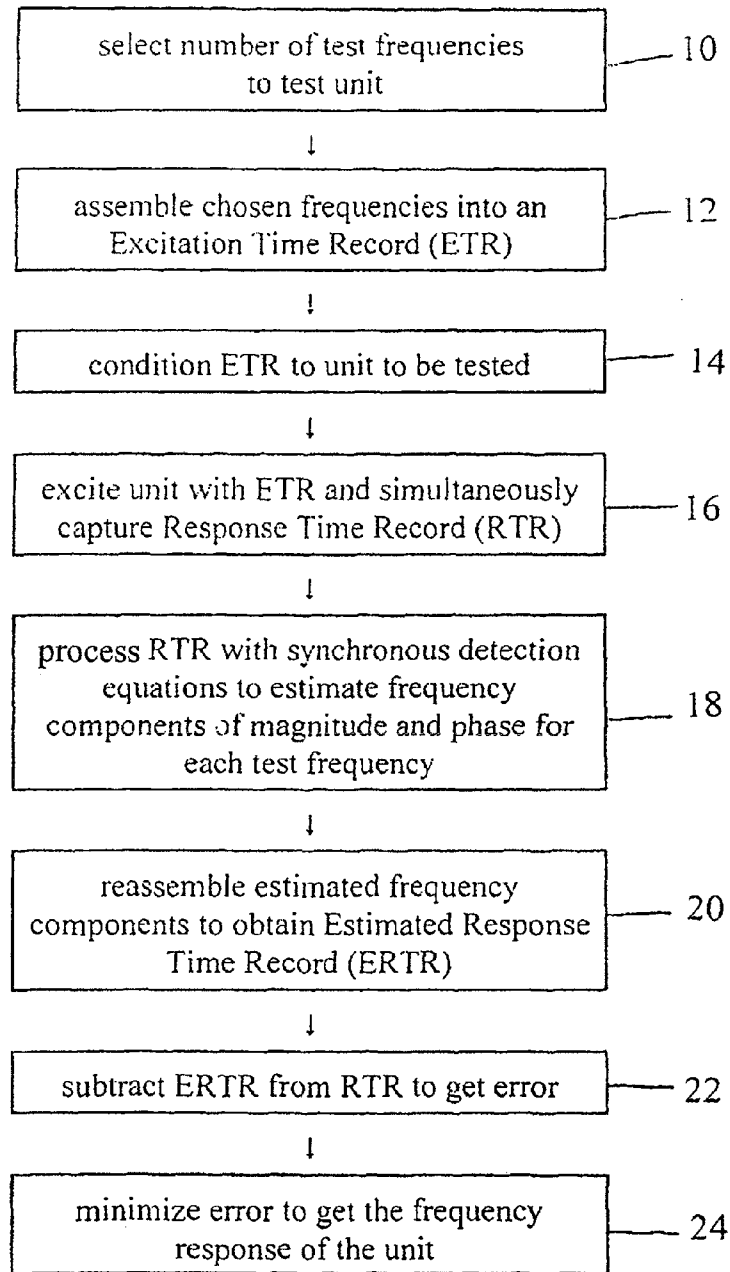 select number of test frequencies
to test unit
10
↓
assemble chosen frequencies into an
Excitation Time Record (ETR)
12
↓
condition ETR to unit to be tested
14
↓
excite unit with ETR and simultaneously
capture Response Time Record (RTR)
16
↓
process RTR with synchronous detection
equations to estimate frequency
components of magnitude and phase for
each test frequency
18
↓
reassemble estimated frequency
components to obtain Estimated Response
Time Record (ERTR)
20
↓
subtract ERTR from RTR to get error
22
↓
minimize error to get the frequency
response of the unit
24